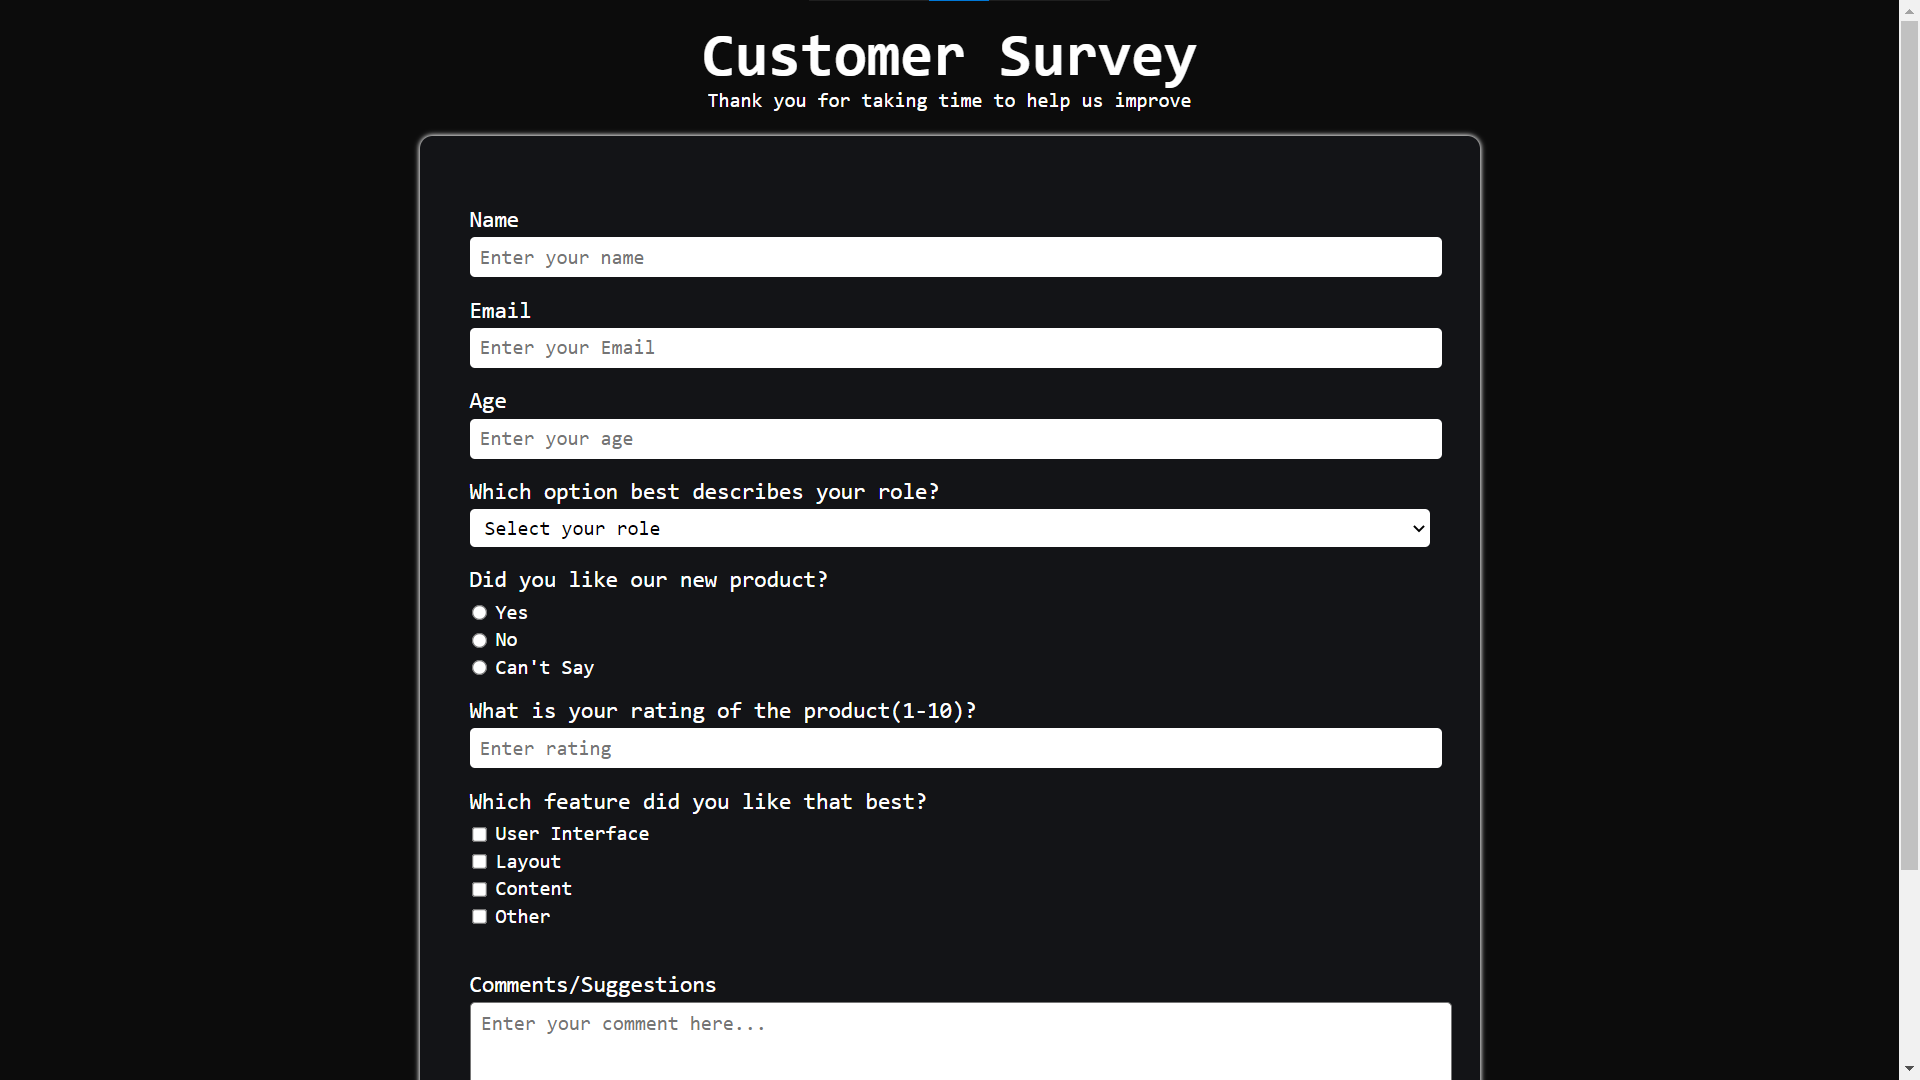 Customer Survey
Thank you for taking time to help us improve
Name
Enter your name
Email
Enter your Email
Age
Enter your age
Which option best describes your role?
Select your role
Did you like our new product?
Yes
No
Can't Say
What is your rating of the product(1-10)?
Enter rating
Which feature did you like that best?
User Interface
Layout
Content
Other
Comments/Suggestions
Enter your comment here...